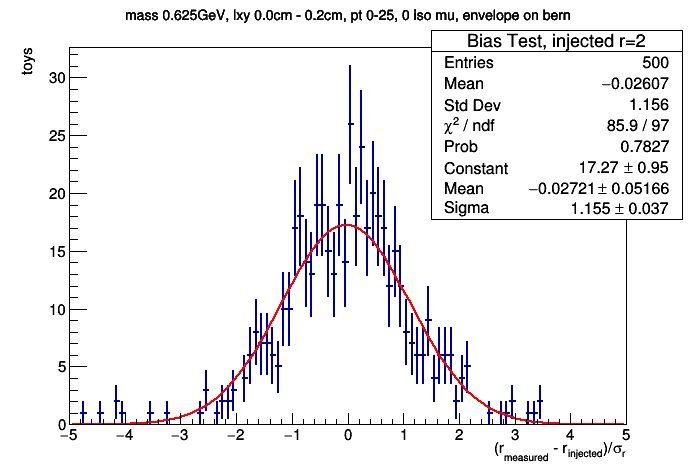 mass 0.625GeV, lxy 0.0cm - 0.2cm, pt 0-25, 0 Iso mu, envelope on bern
Bias Test, injected r=2
Entries 500
Mean −0.02607
Std Dev 1.156
χ² / ndf 85.9 / 97
Prob 0.7827
Constant 17.27 ± 0.95
Mean −0.02721 ± 0.05166
Sigma 1.155 ± 0.037
toys
30
25
20
15
10
5
0
−5 −4 −3 −2 −1 0 1 2 3 4 5
(r_measured - r_injected)/σ_r